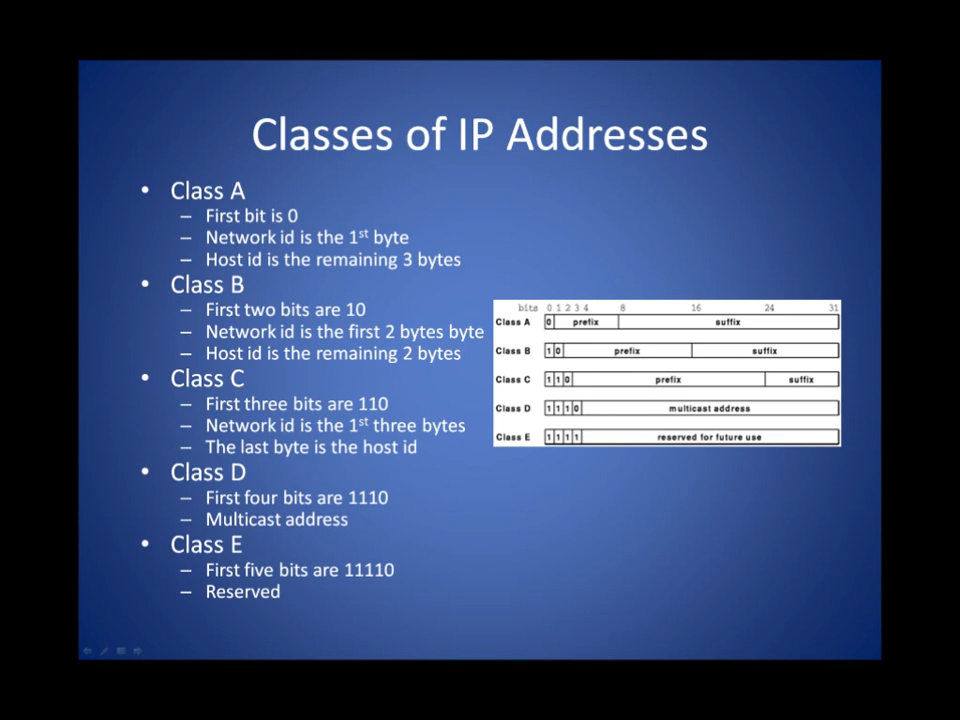 Classes of IP Addresses
• Class A
– First bit is 0
– Network id is the 1st byte
– Host id is the remaining 3 bytes
• Class B
– First two bits are 10
– Network id is the first 2 bytes byte
– Host id is the remaining 2 bytes
• Class C
– First three bits are 110
– Network id is the 1st three bytes
– The last byte is the host id
• Class D
– First four bits are 1110
– Multicast address
• Class E
– First five bits are 11110
– Reserved
bits 0 1 2 3 4 8 16 24 31
Class A 0 prefix suffix
Class B 1 0 prefix suffix
Class C 1 1 0 prefix suffix
Class D 1 1 1 0 multicast address
Class E 1 1 1 1 reserved for future use